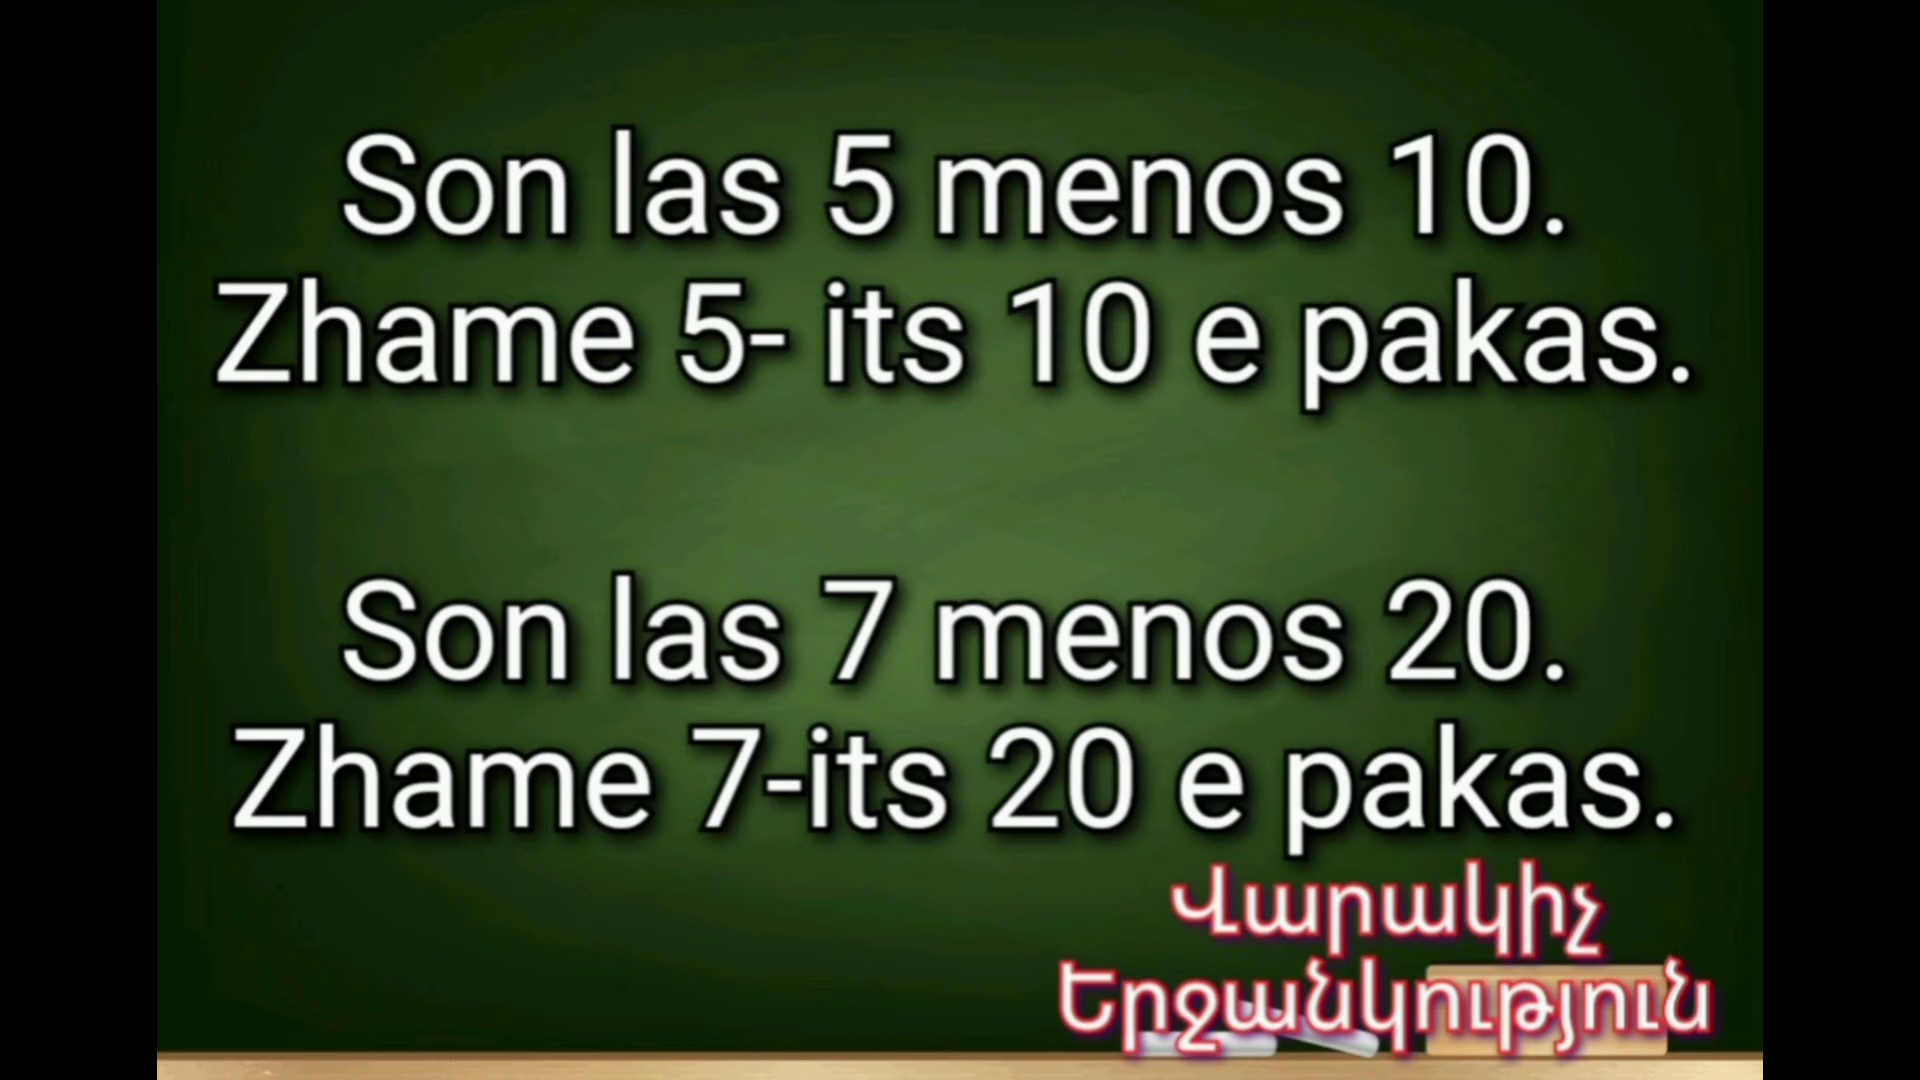 Son las 5 menos 10.
Zhame 5- its 10 e pakas.
Son las 7 menos 20.
Zhame 7-its 20 e pakas.
Վարակիչ
Երջանկություն